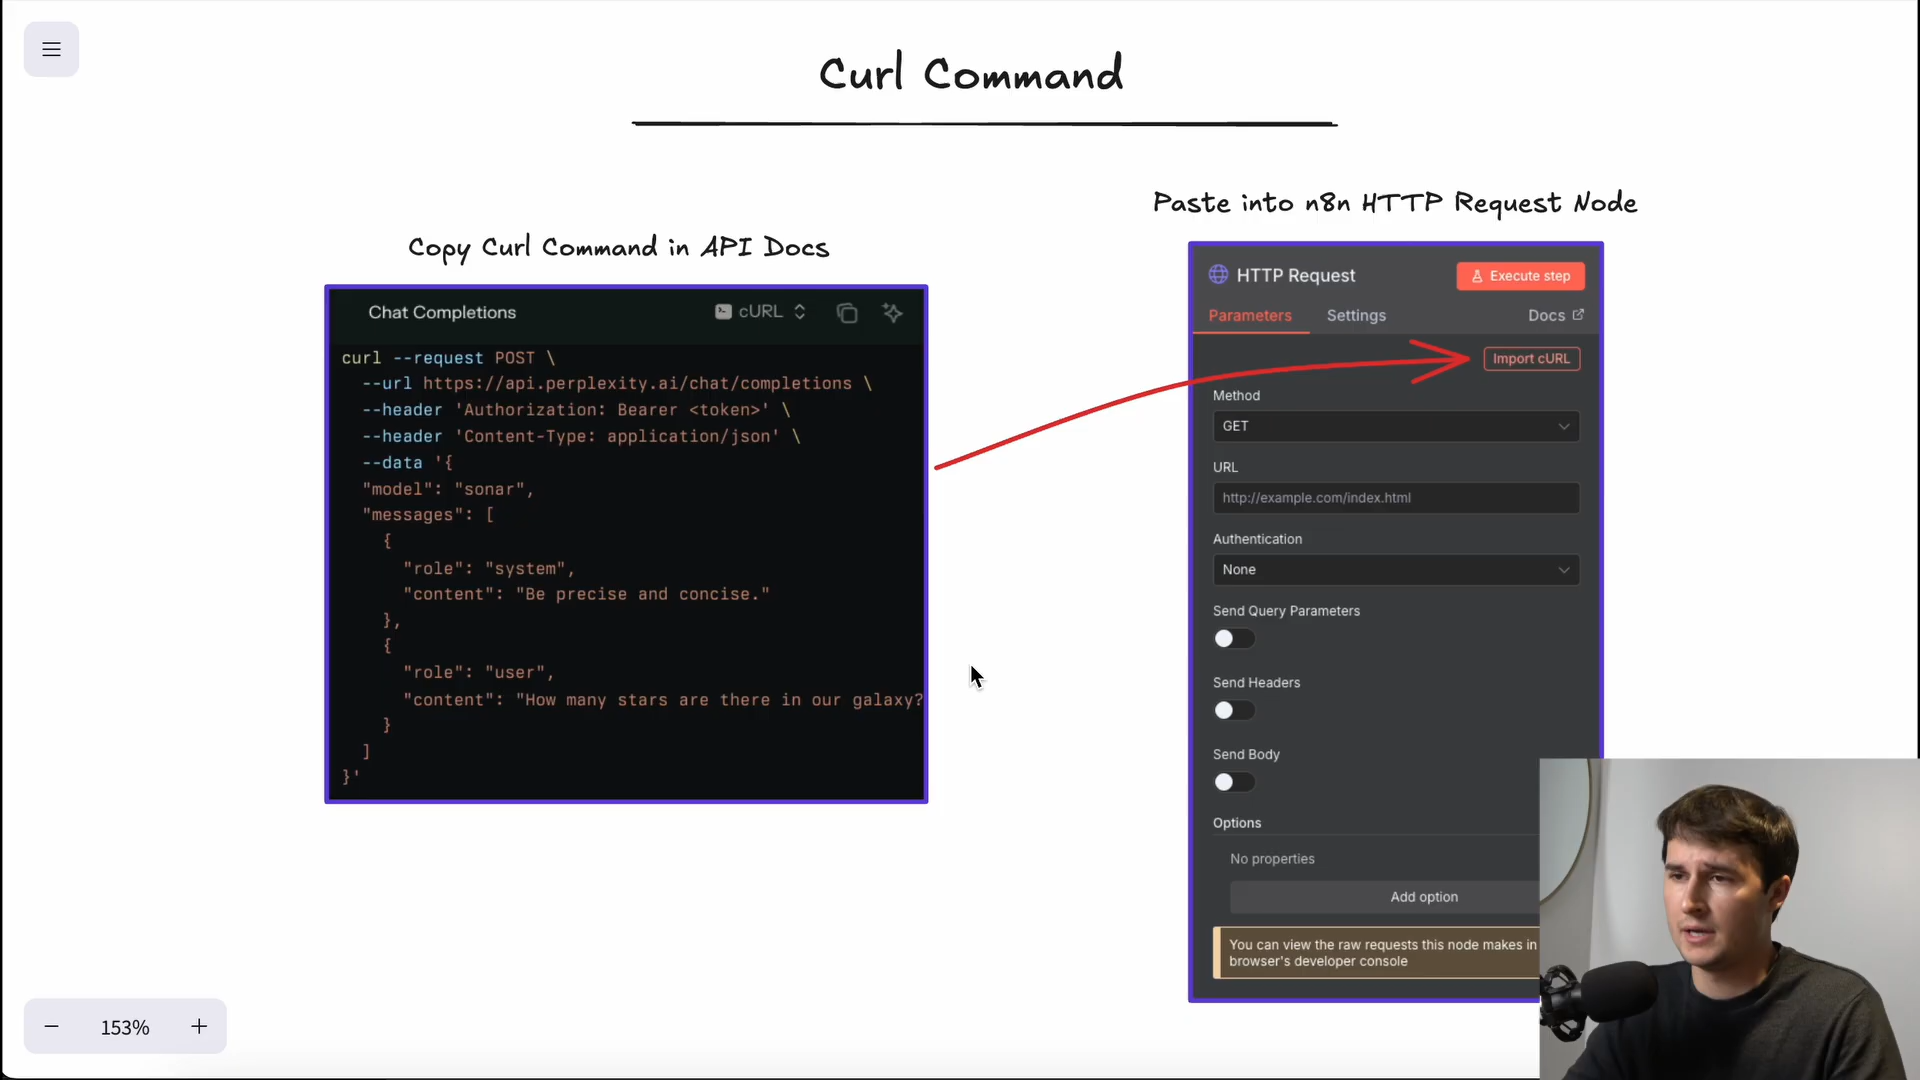 Curl Command
Copy Curl Command in API Docs
Chat Completions
cURL
curl --request POST \
--url https://api.perplexity.ai/chat/completions \
--header 'Authorization: Bearer <token>' \
--header 'Content-Type: application/json' \
--data '{
"model": "sonar",
"messages": [
{
"role": "system",
"content": "Be precise and concise."
},
{
"role": "user",
"content": "How many stars are there in our galaxy?
}
]
}'
Paste into n8n HTTP Request Node
HTTP Request
Execute step
Parameters
Settings
Docs
Import cURL
Method
GET
URL
http://example.com/index.html
Authentication
None
Send Query Parameters
Send Headers
Send Body
Options
No properties
Add option
You can view the raw requests this node makes in
browser's developer console
153%